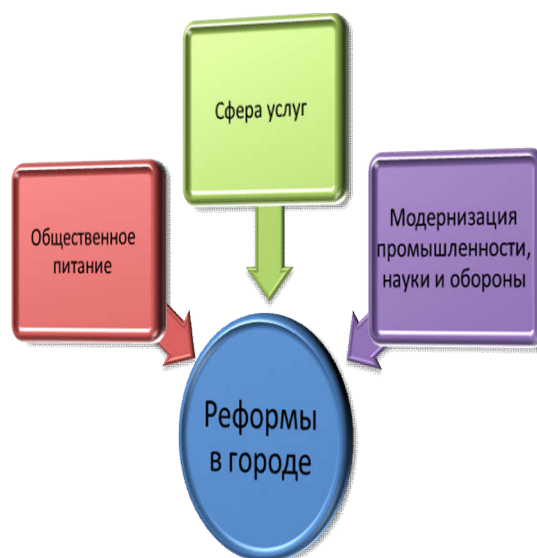 Сфера услуг
Общественное
питание
Модернизация
промышленности,
науки и обороны
Реформы
в городе